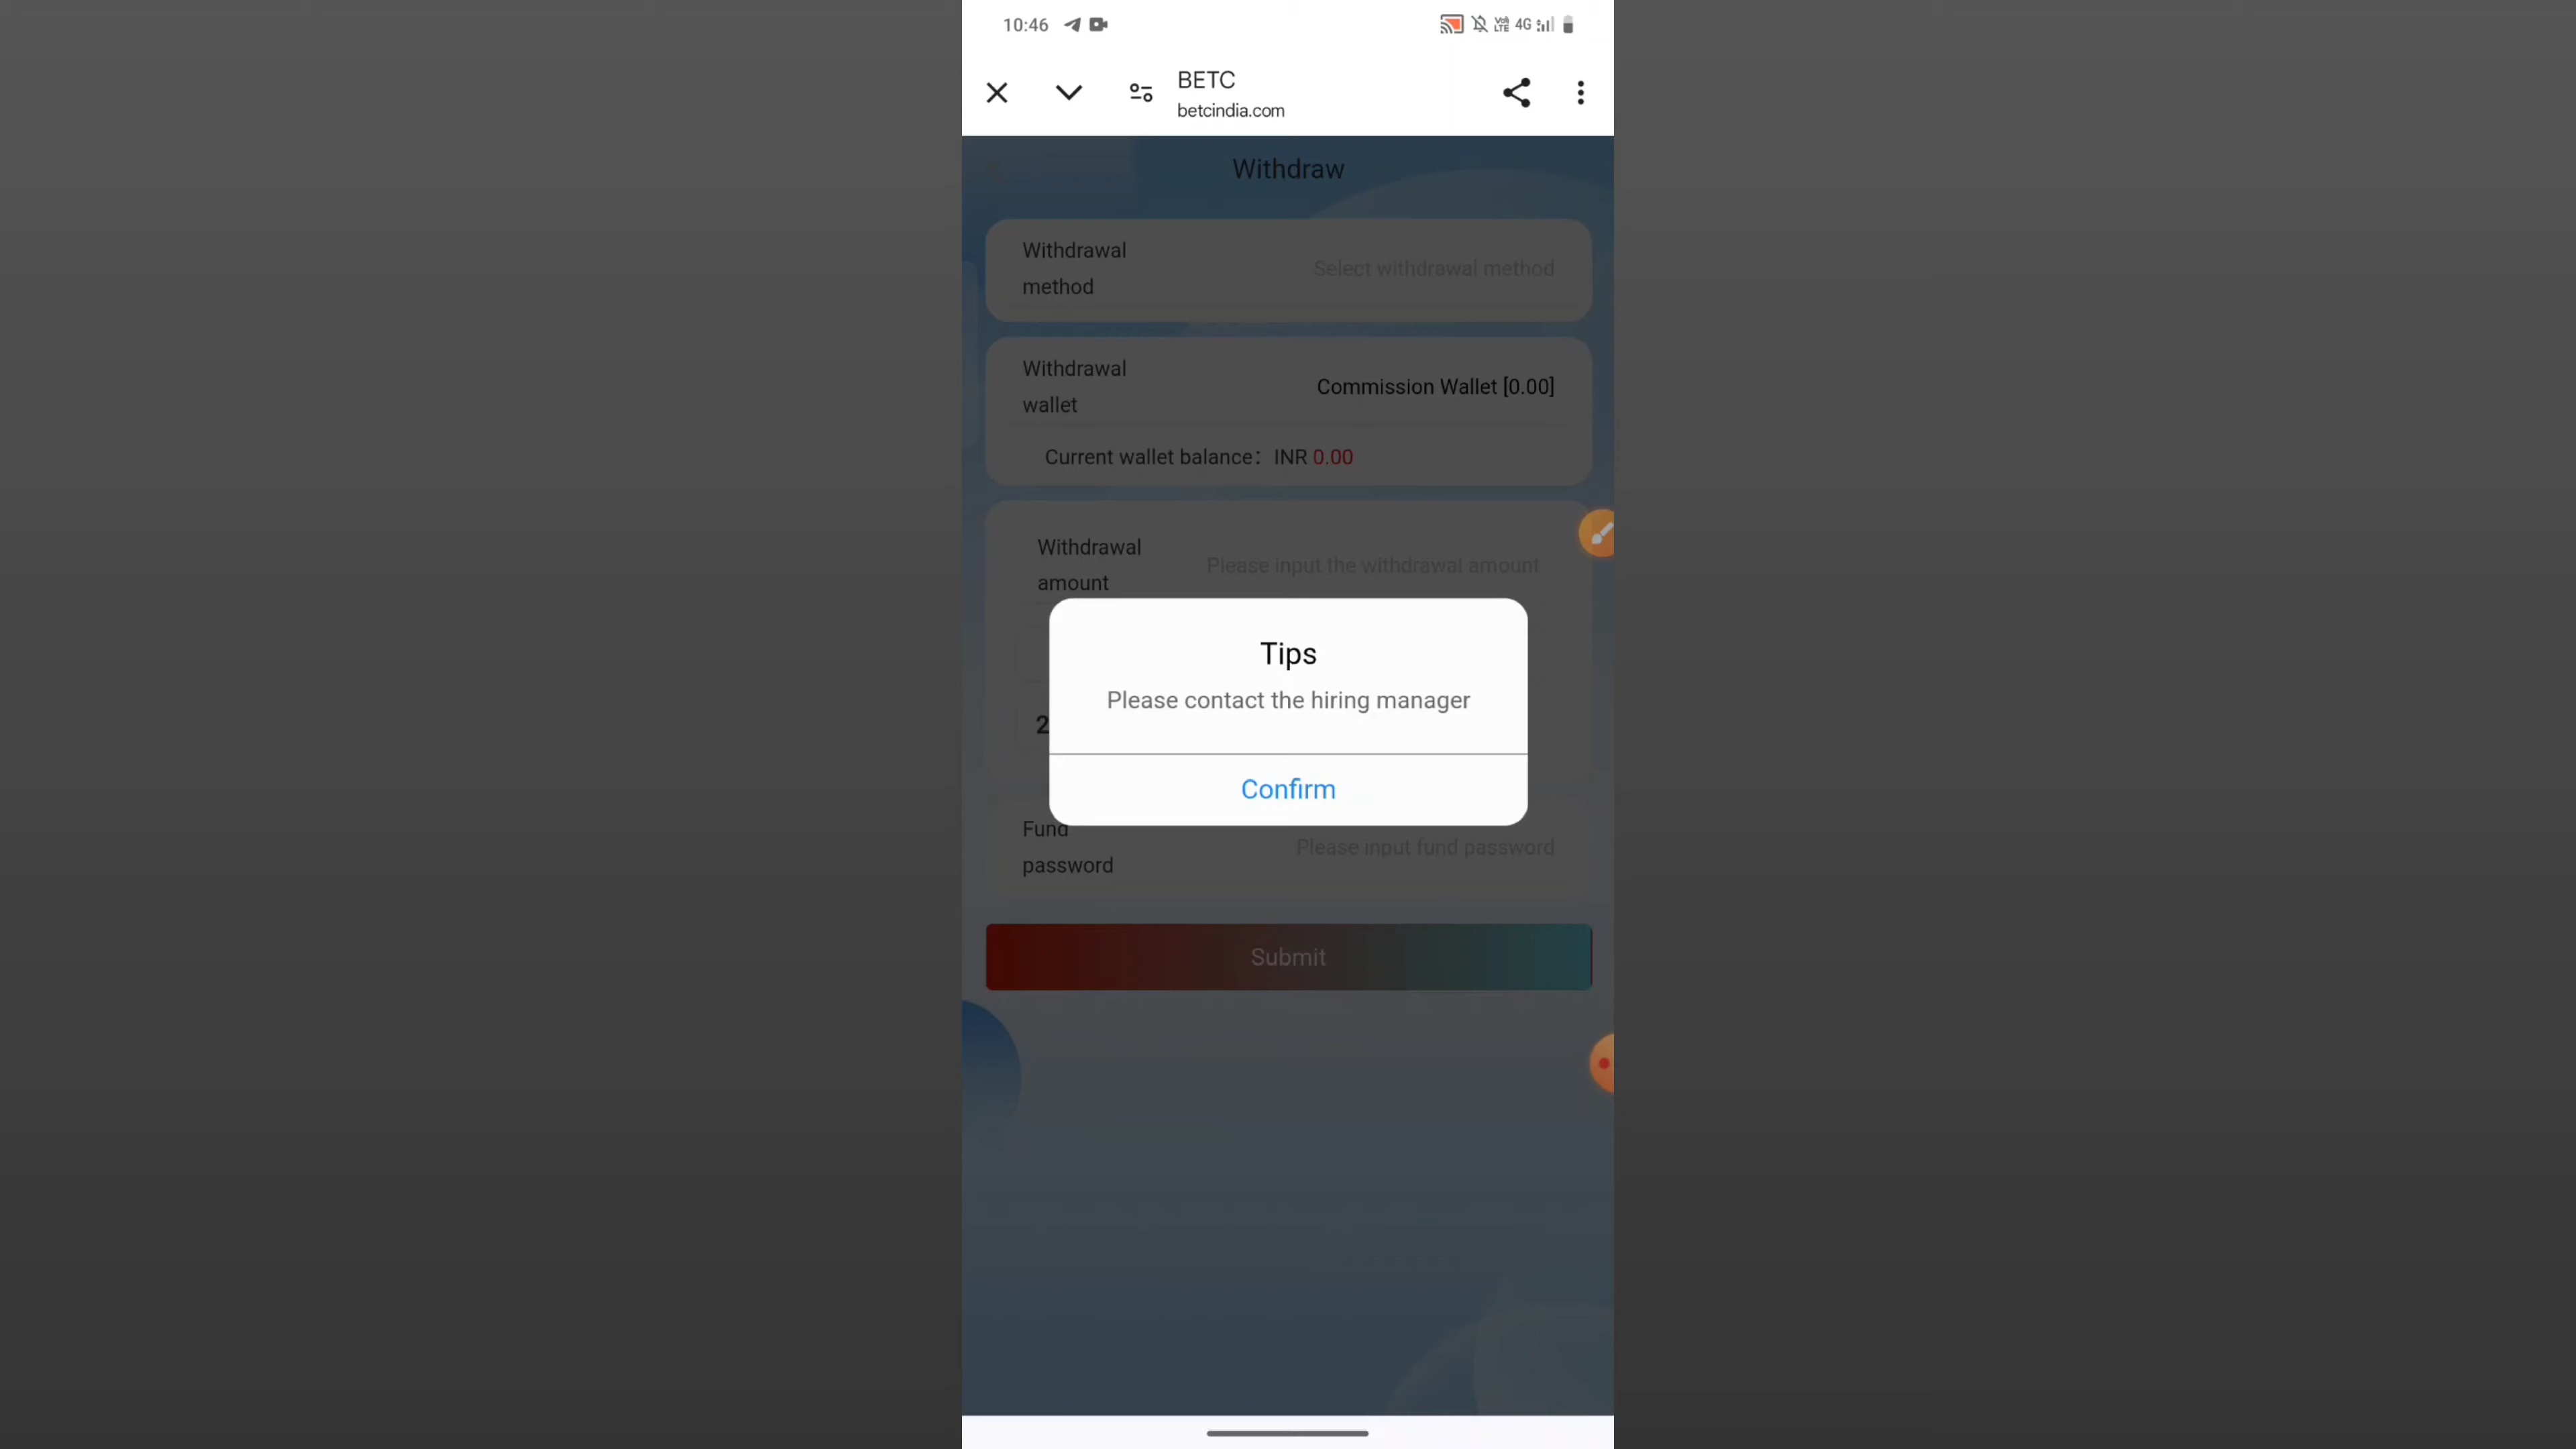 10:46
4G
BETC
betcindia.com
Withdraw
Withdrawal method
Select withdrawal method
Withdrawal wallet
Commission Wallet [0.00]
Current wallet balance：INR 0.00
Withdrawal amount
Please input the withdrawal amount
Tips
Please contact the hiring manager
2
Confirm
Fund password
Please input fund password
Submit